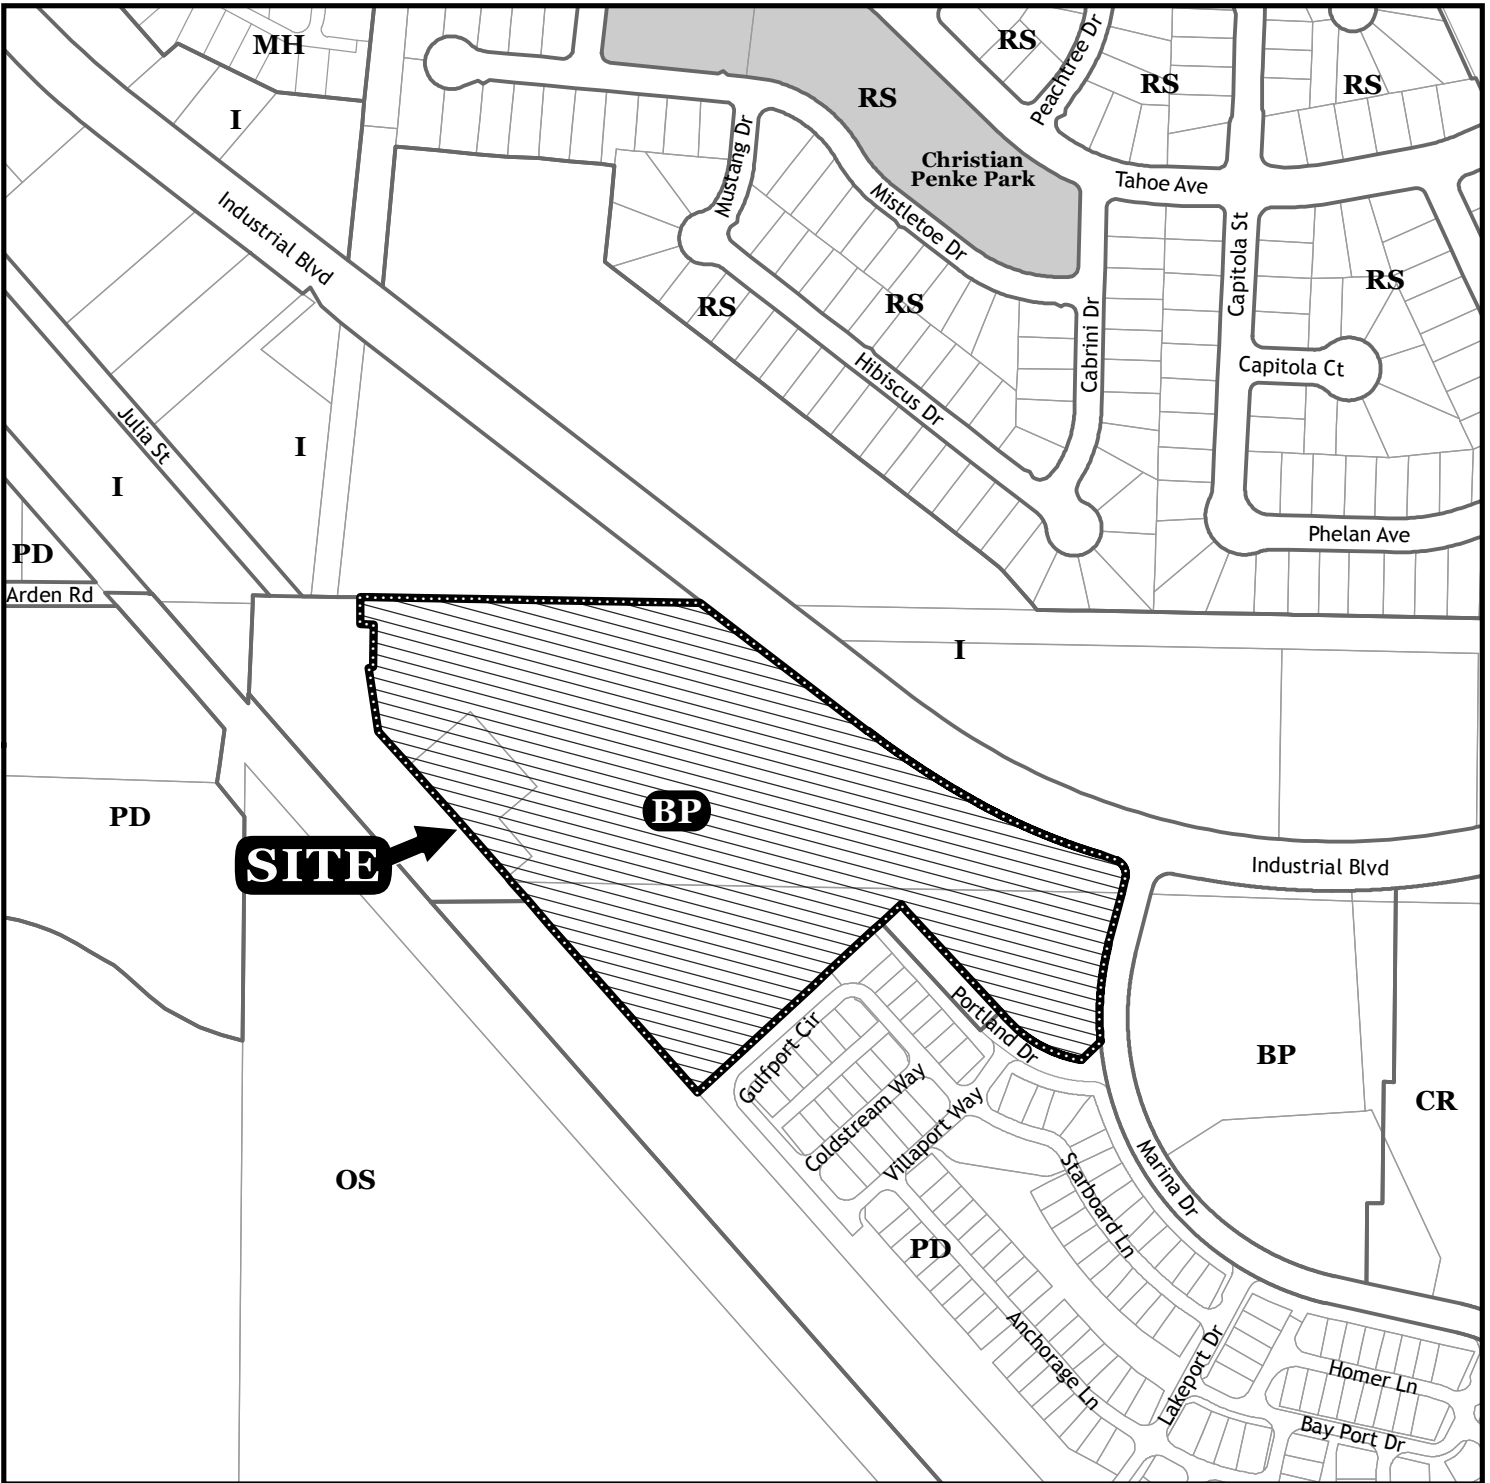 MH
RS
Peachtree Dr
RS
RS
RS
I
Mustang Dr
Christian
Penke Park
Tahoe Ave
Industrial Blvd
Mistletoe Dr
Capitola St
RS
RS
RS
Cabrini Dr
Capitola Ct
Hibiscus Dr
Julia St
I
I
Phelan Ave
PD
Arden Rd
I
BP
PD
SITE
Industrial Blvd
Portland Dr
Gulfport Cir
BP
CR
Coldstream Way
Villaport Way
Marina Dr
OS
Starboard Ln
PD
Anchorage Ln
Lakeport Dr
Homer Ln
Bay Port Dr